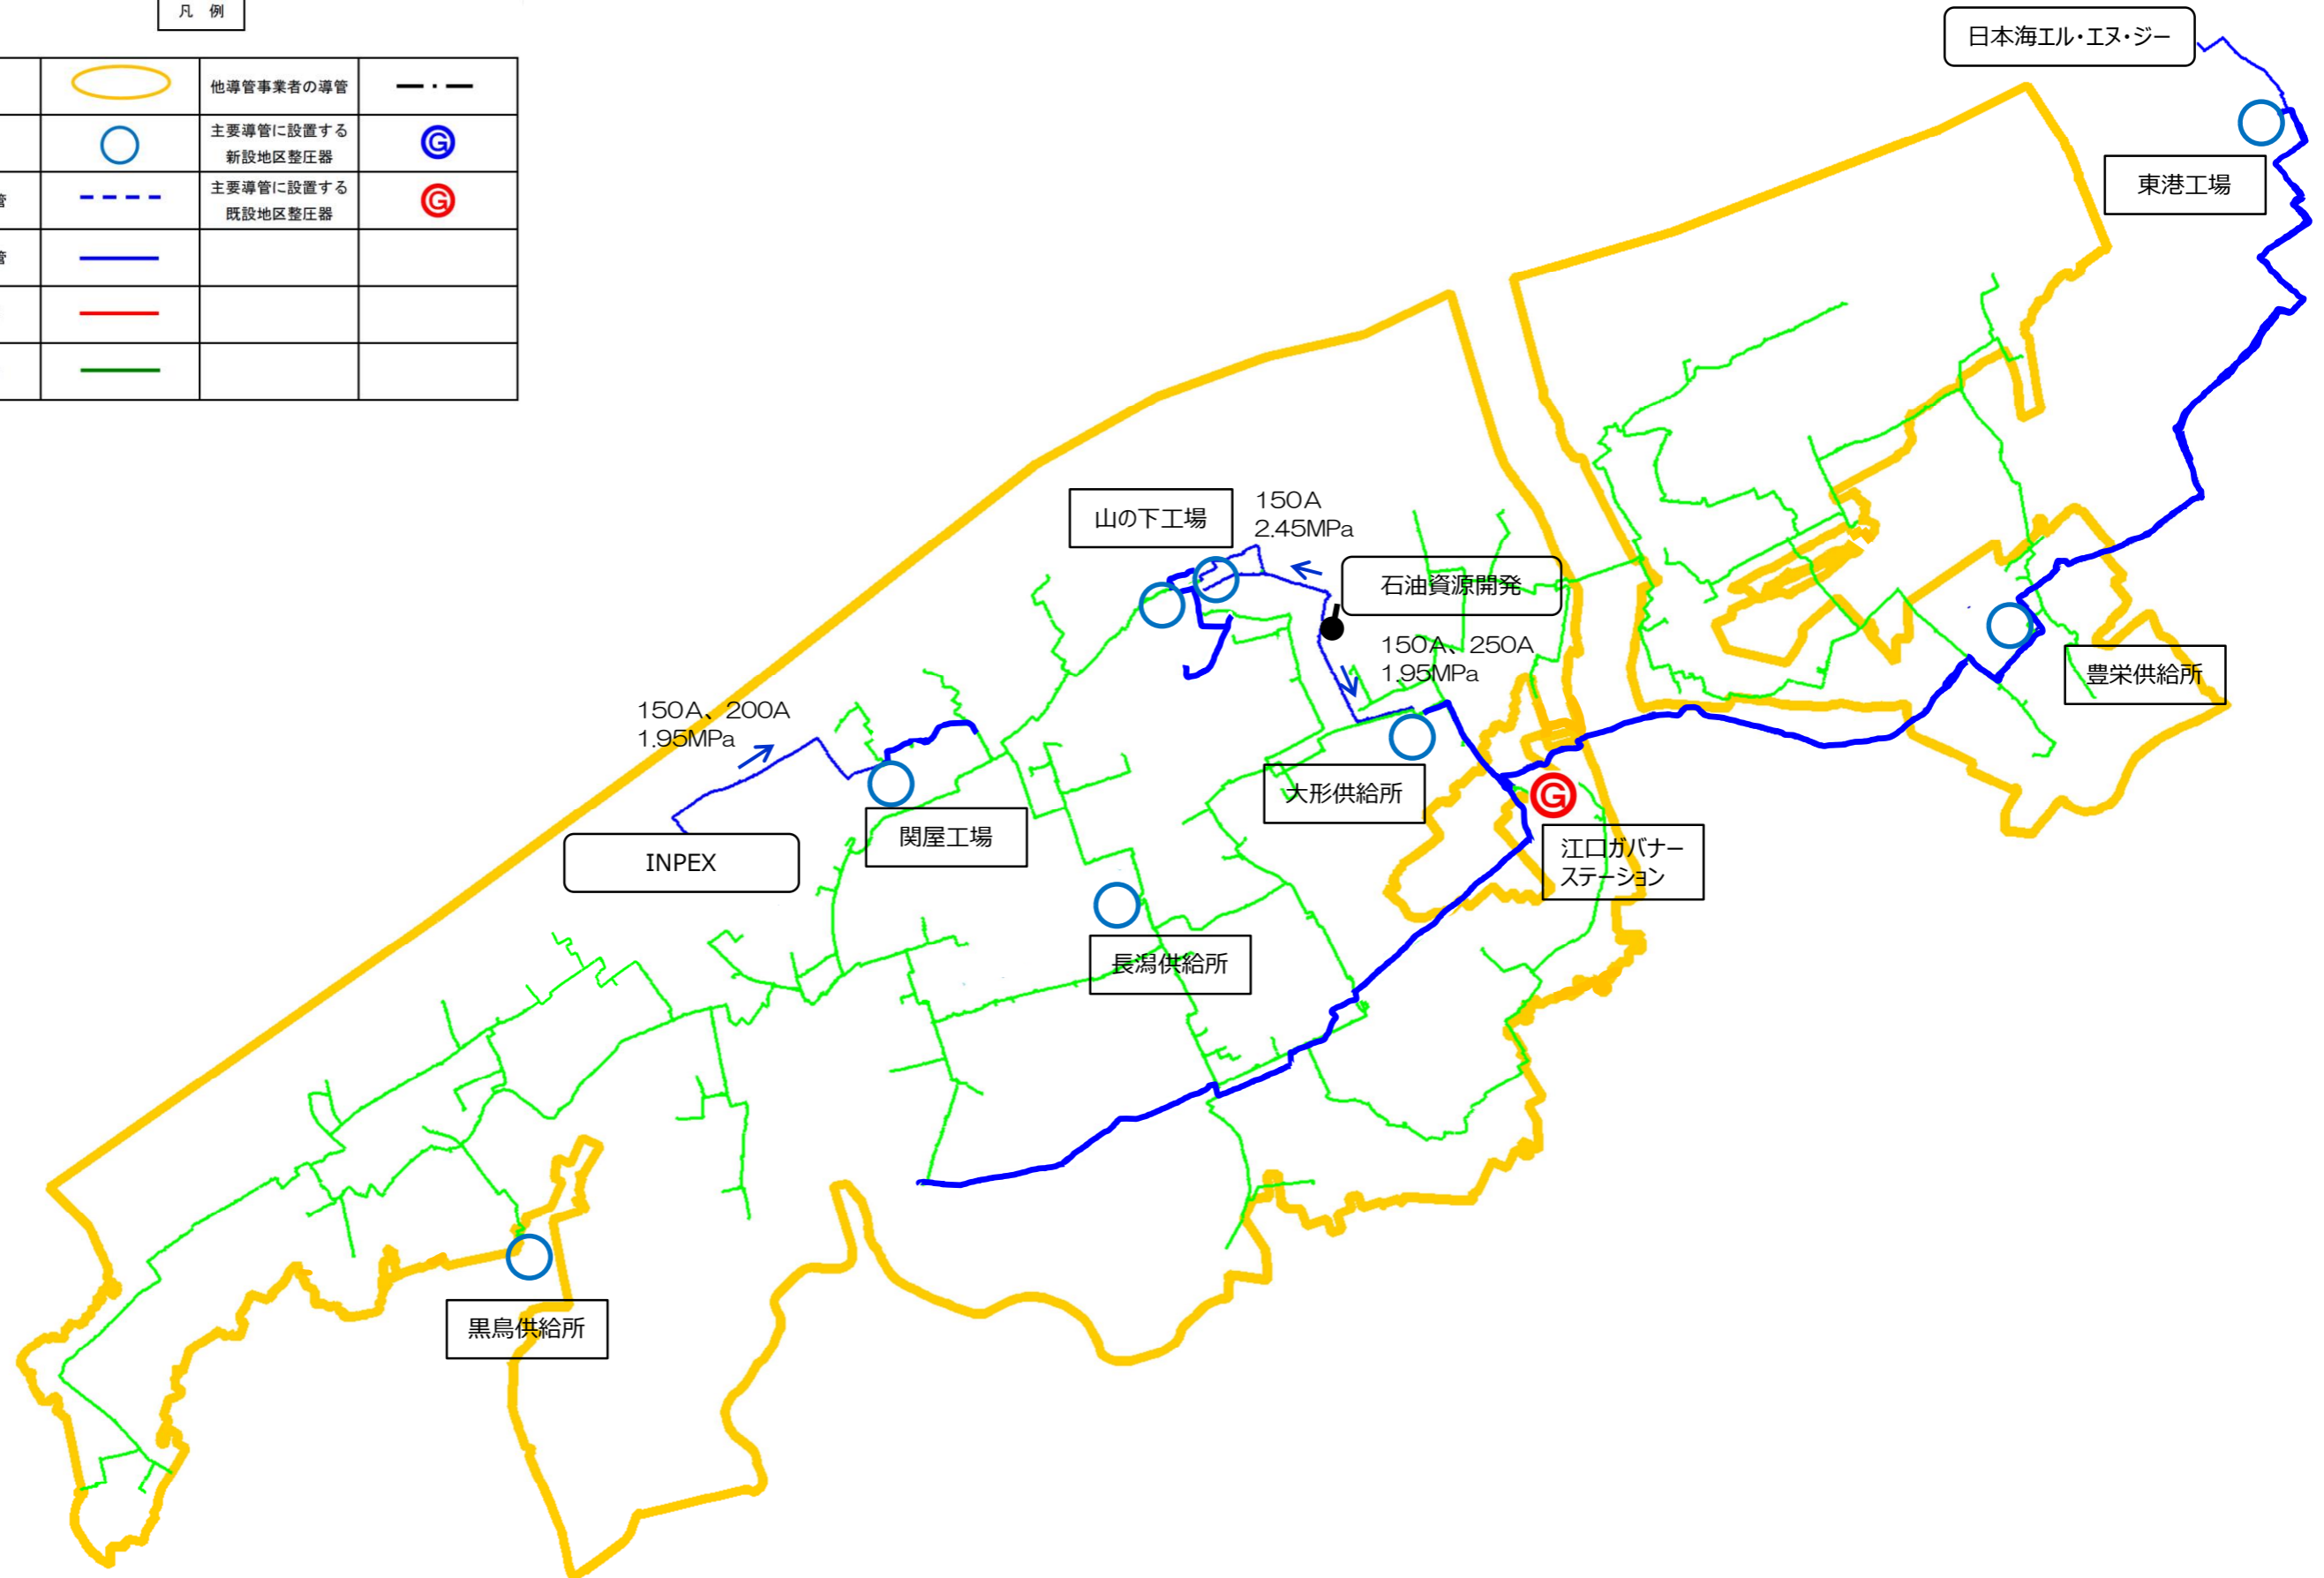 凡 例
他導管事業者の導管
主要導管に設置する
新設地区整圧器
G
管
主要導管に設置する
既設地区整圧器
G
管
日本海エル・エヌ・ジー
東港工場
山の下工場
150A
2.45MPa
石油資源開発
150A、250A
1.95MPa
豊栄供給所
150A、200A
1.95MPa
大形供給所
G
関屋工場
INPEX
江口ガバナー
ステーション
長潟供給所
黒鳥供給所